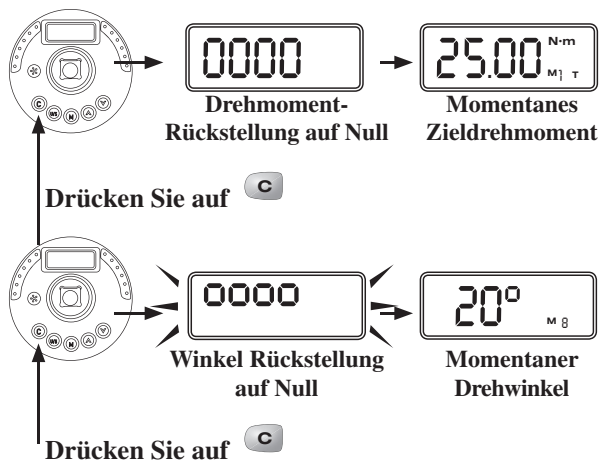 0000
25.00 N·m
M1 T
Drehmoment-
Rückstellung auf Null
Momentanes
Zieldrehmoment
C
M
Drücken Sie auf C
0000
20°
M 8
Winkel Rückstellung
auf Null
Momentaner
Drehwinkel
C
M
Drücken Sie auf C